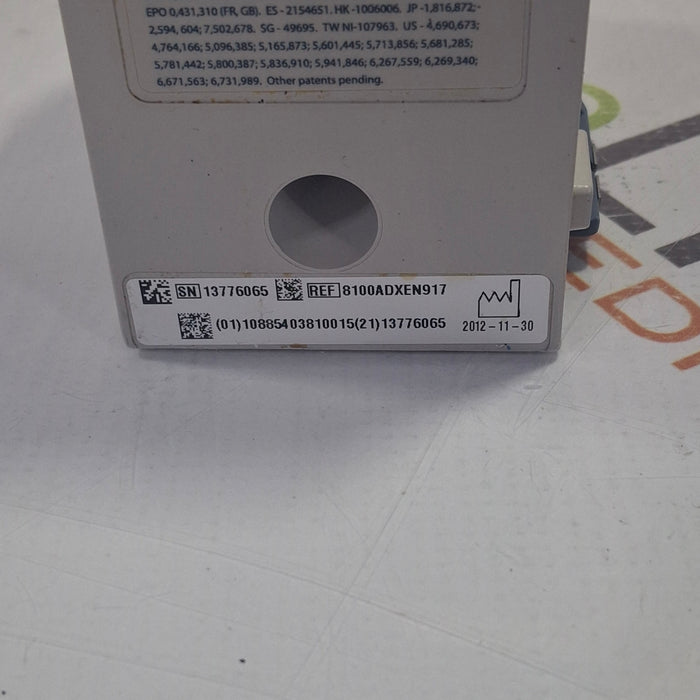 EPO 0,431,310 (FR, GB). ES - 2154651. HK -1006006. JP -1,816,872;-
2,594,604; 7,502,678. SG - 49695. TW NI-107963. US - 4,690,673;
4,764,166; 5,096,385; 5,165,873; 5,601,445; 5,713,856; 5,681,285;
5,781,442; 5,800,387; 5,836,910; 5,941,846; 6,267,559; 6,269,340;
6,671,563; 6,731,989. Other patents pending.
SN 13776065 REF 8100ADXEN917
(01)10885403810015(21)13776065 2012-11-30